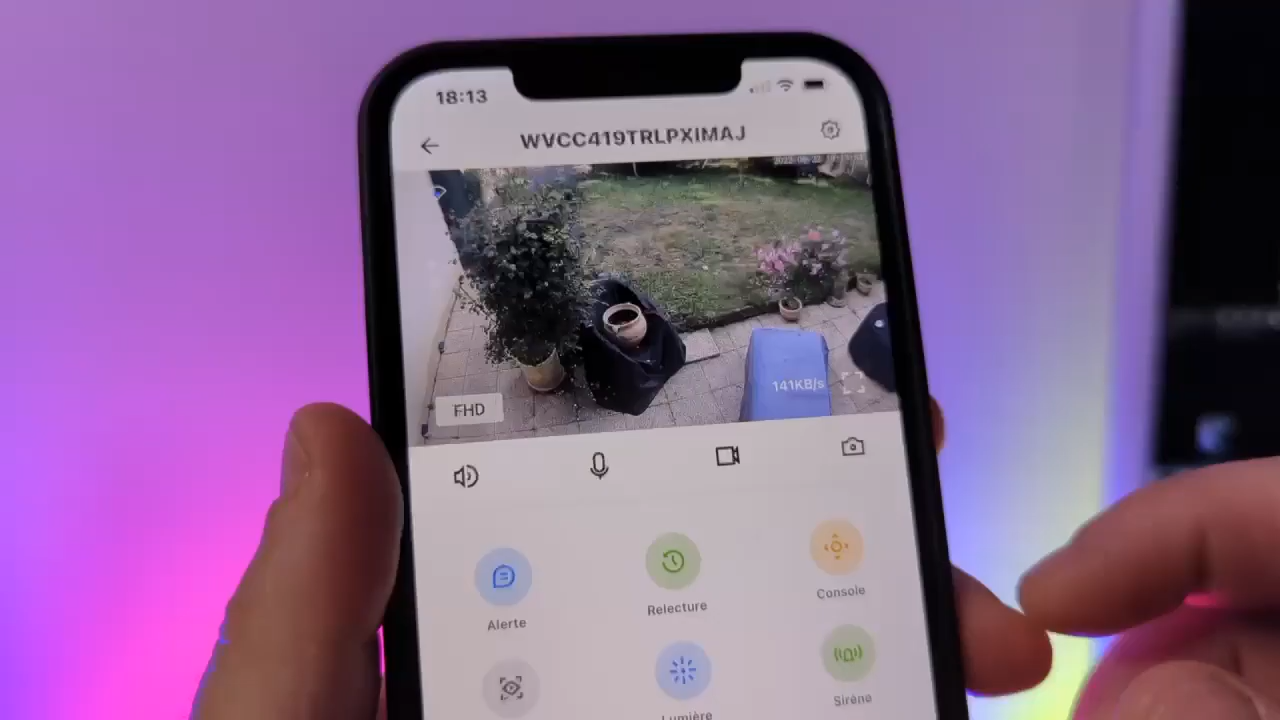 18:13
WVCC419TRLPXIMAJ
141KB/s
FHD
Alerte
Relecture
Console
Lumière
Sirène